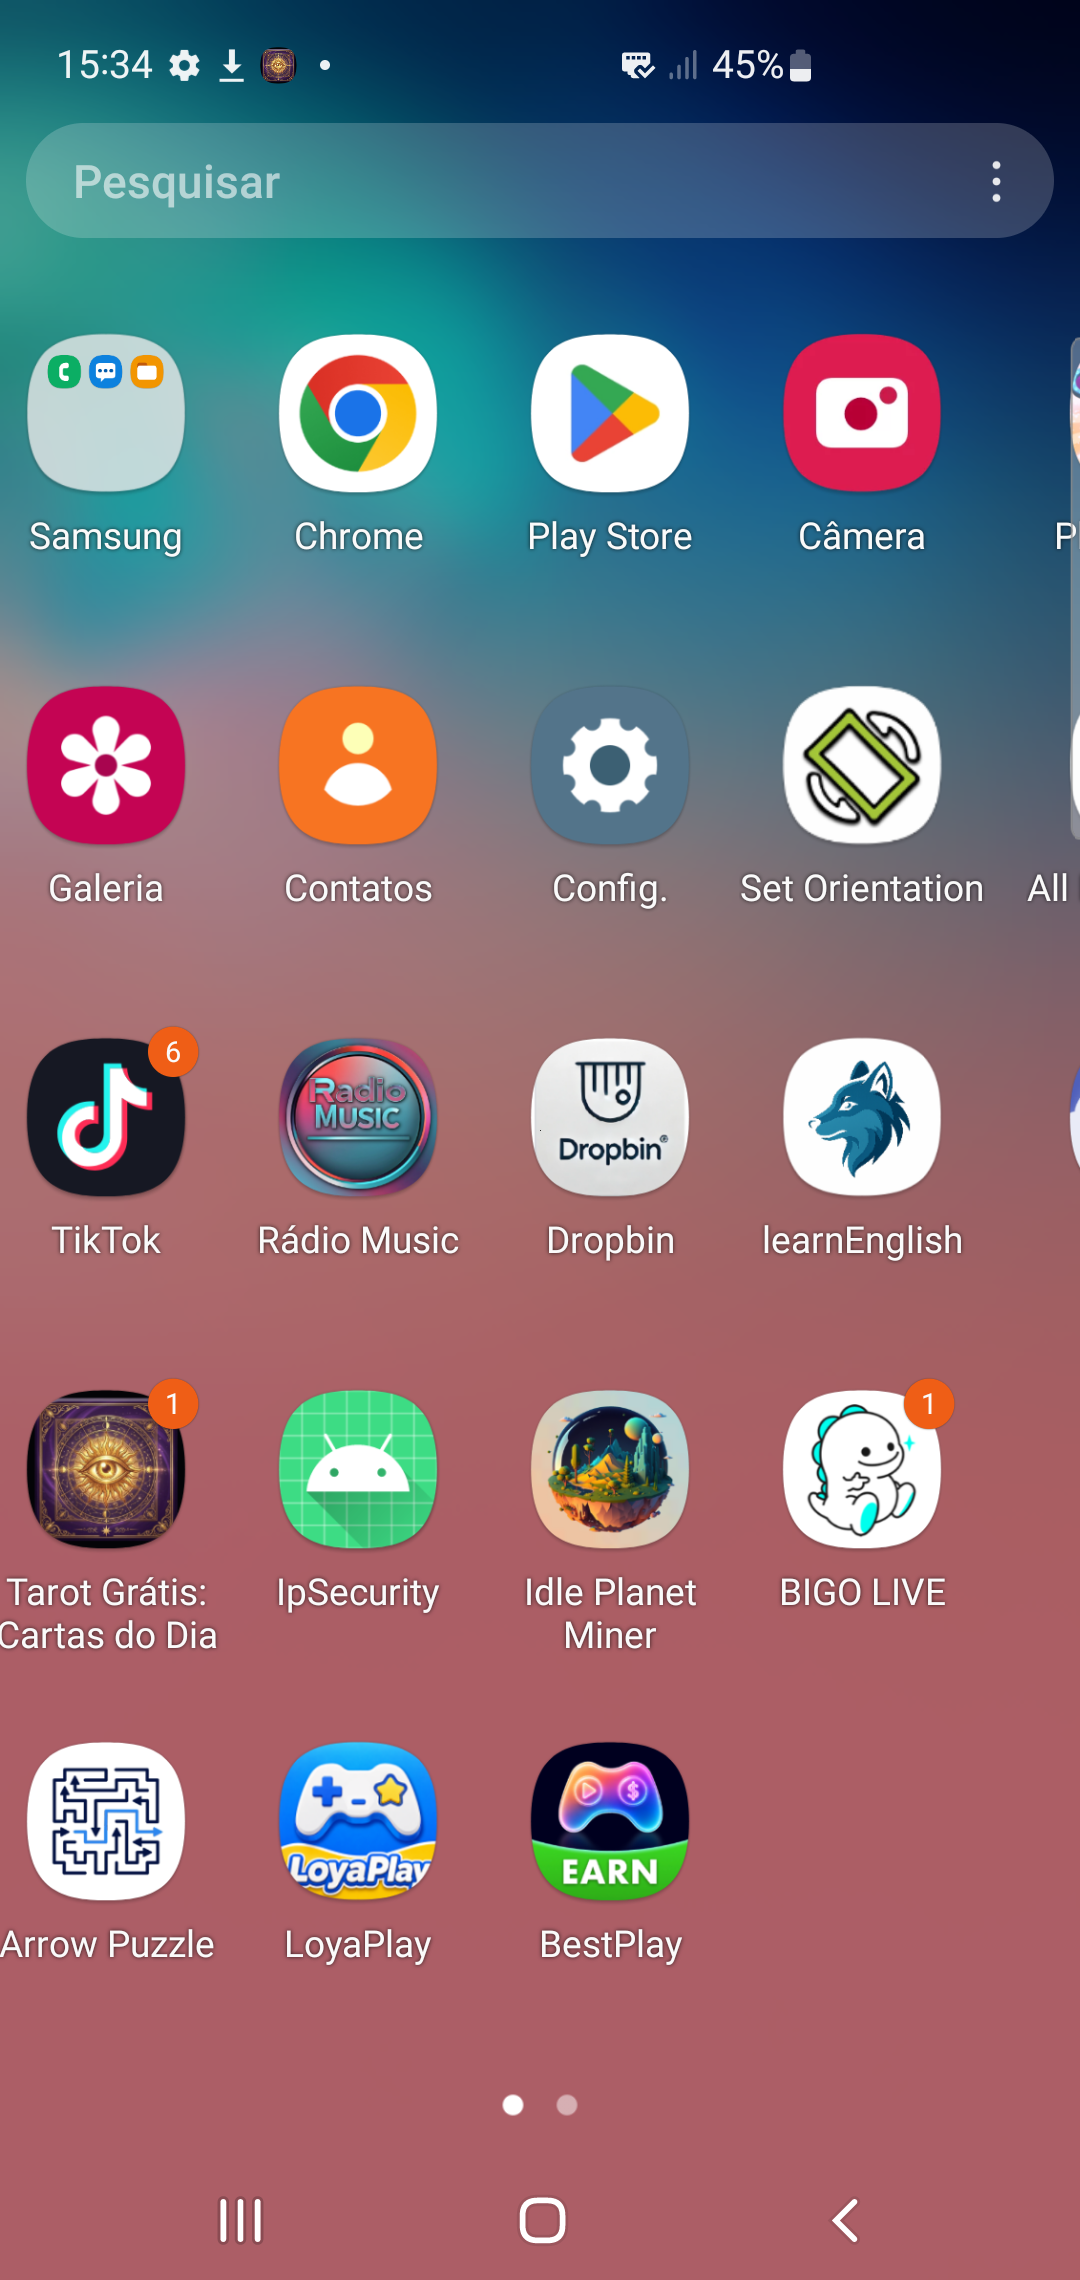 15:34
45%
Pesquisar
Samsung
Chrome
Play Store
Câmera
Galeria
Contatos
Config.
Set Orientation
All
6
Radio
MUSIC
Dropbin®
TikTok
Rádio Music
Dropbin
learnEnglish
1
1
Tarot Grátis:
Cartas do Dia
IpSecurity
Idle Planet
Miner
BIGO LIVE
LoyaPlay
$
EARN
Arrow Puzzle
LoyaPlay
BestPlay